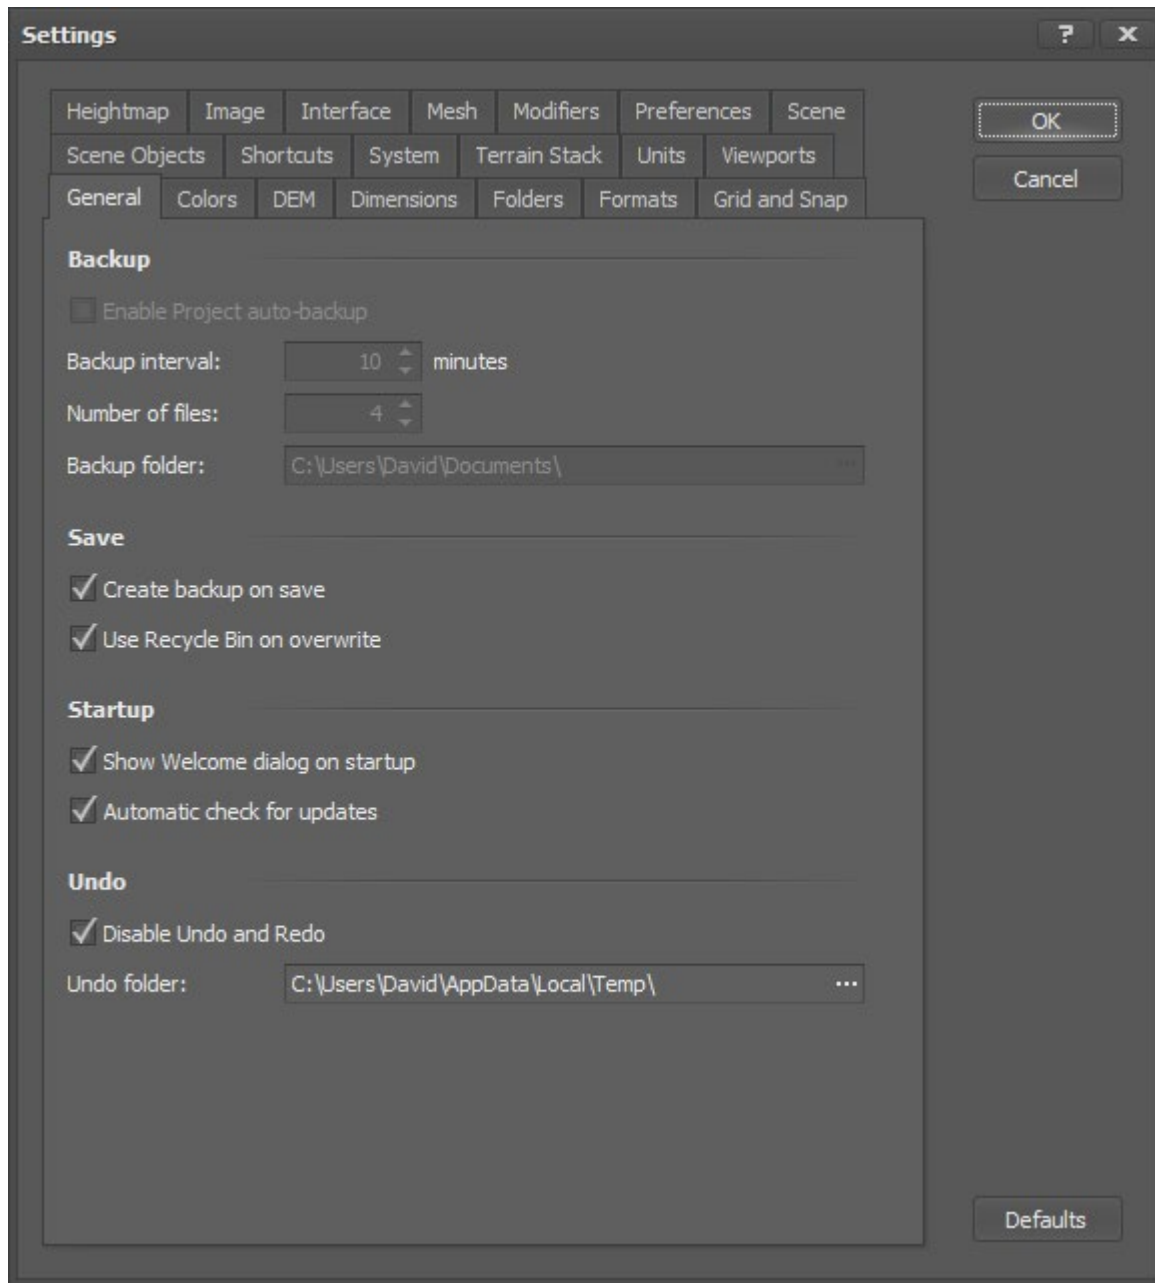 Settings
Heightmap Image Interface Mesh Modifiers Preferences Scene
OK
Scene Objects Shortcuts System Terrain Stack Units Viewports
Cancel
General Colors DEM Dimensions Folders Formats Grid and Snap
Backup
Enable Project auto-backup
Backup interval: 10 minutes
Number of files: 4
Backup folder: C:\Users\David\Documents\ ...
Save
Create backup on save
Use Recycle Bin on overwrite
Startup
Show Welcome dialog on startup
Automatic check for updates
Undo
Disable Undo and Redo
Undo folder: C:\Users\David\AppData\Local\Temp\ ...
Defaults